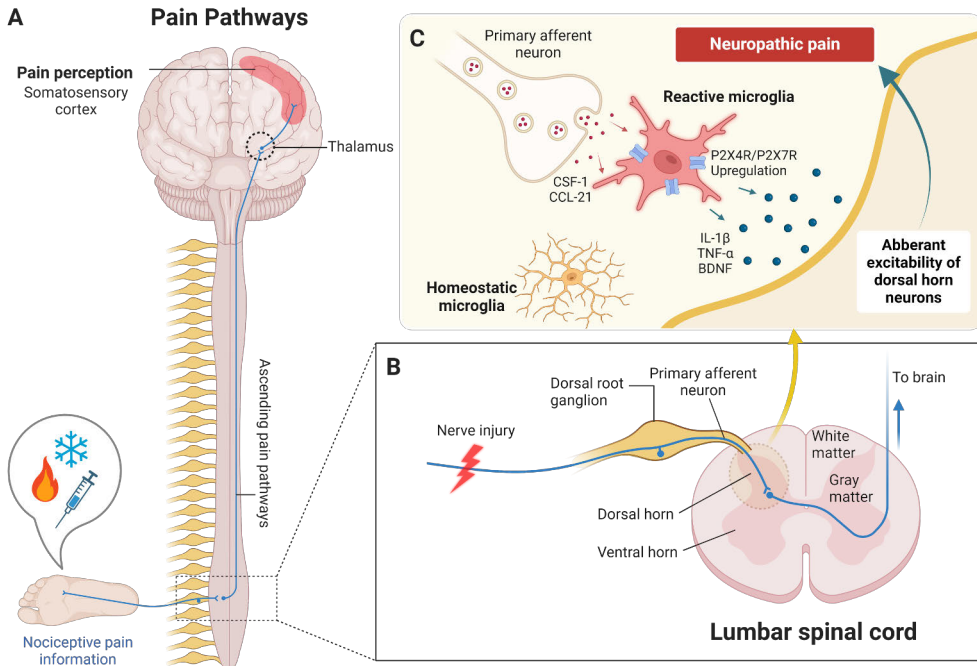 A
Pain Pathways
Pain perception
Somatosensory
cortex
Thalamus
Ascending pain pathways
Nociceptive pain
information
C
Primary afferent
neuron
Neuropathic pain
Reactive microglia
P2X4R/P2X7R
Upregulation
CSF-1
CCL-21
IL-1β
TNF-α
BDNF
Homeostatic
microglia
Abberant
excitability of
dorsal horn
neurons
B
Dorsal root
ganglion
Primary afferent
neuron
To brain
Nerve injury
White
matter
Gray
matter
Dorsal horn
Ventral horn
Lumbar spinal cord